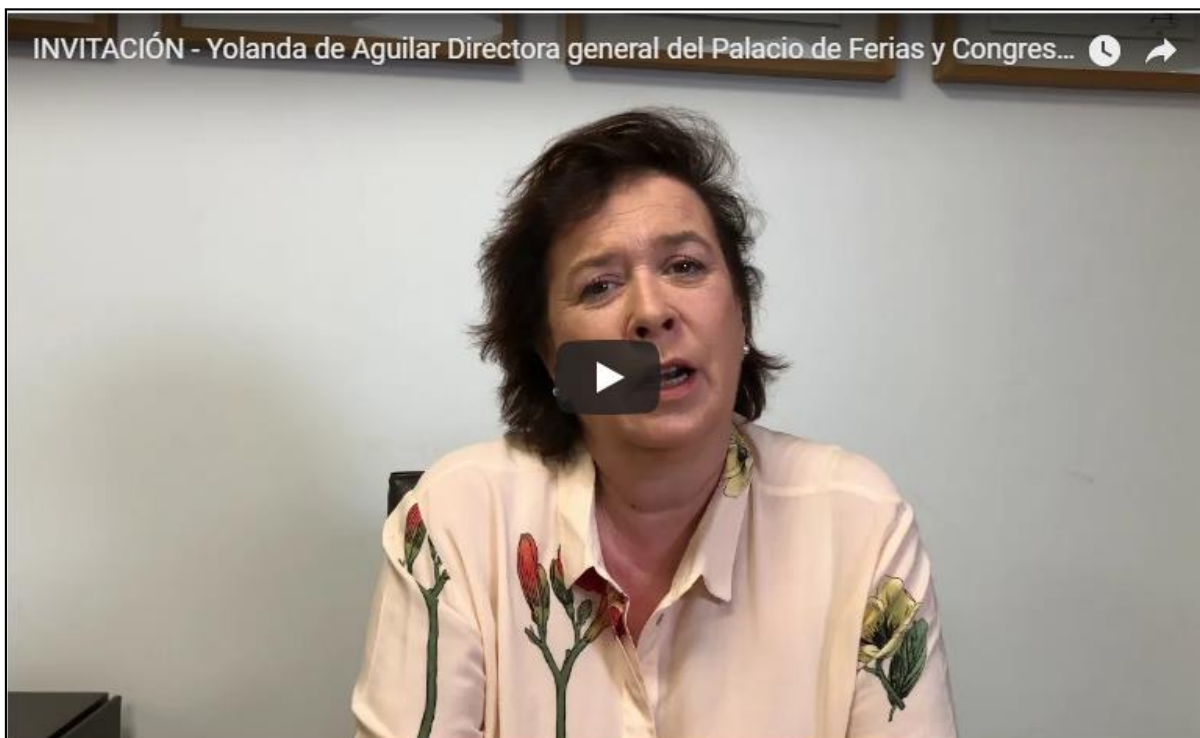 INVITACIÓN - Yolanda de Aguilar Directora general del Palacio de Ferias y Congres...